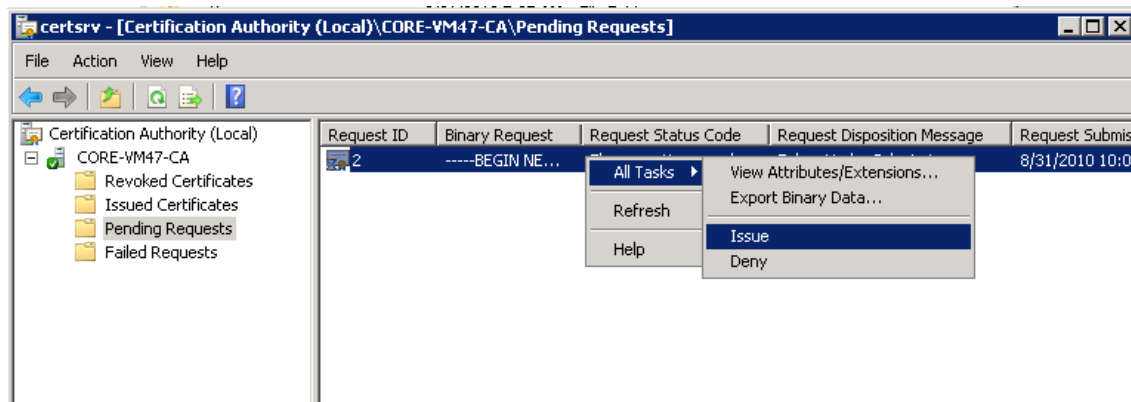 certsrv - [Certification Authority (Local)\CORE-VM47-CA\Pending Requests]
File Action View Help
Certification Authority (Local)
CORE-VM47-CA
Revoked Certificates
Issued Certificates
Pending Requests
Failed Requests
Request ID Binary Request Request Status Code Request Disposition Message Request Submis
2 -----BEGIN NE... 8/31/2010 10:0
All Tasks
Refresh
Help
View Attributes/Extensions...
Export Binary Data...
Issue
Deny